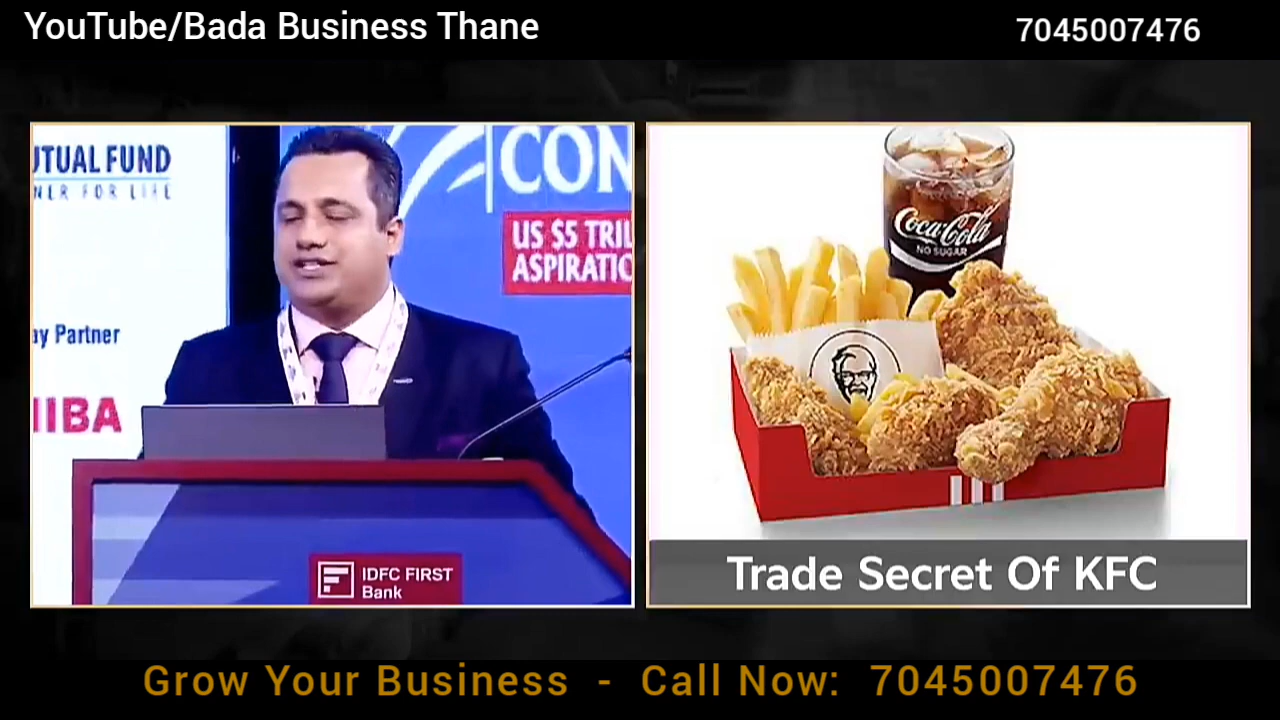 YouTube/Bada Business Thane
7045007476
UTUAL FUND
NER FOR LIFE
ay Partner
IIBA
CON
US $5 TRIL
ASPIRATIO
IDFC FIRST
Bank
Coca-Cola
NO SUGAR
Trade Secret Of KFC
Grow Your Business - Call Now: 7045007476